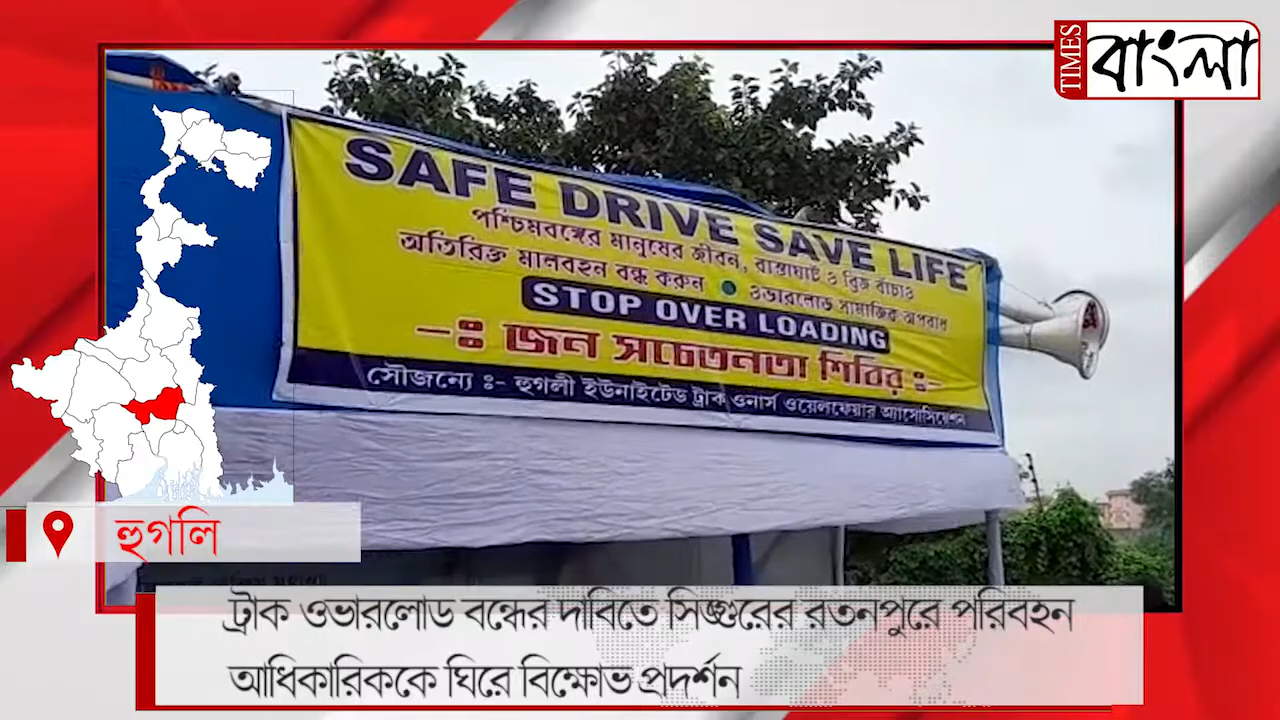 TIMES
বাংলা
SAFE DRIVE SAVE LIFE
পশ্চিমবঙ্গের মানুষের জীবন, রাস্তাঘাট ও ব্রিজ বাঁচাও
অতিরিক্ত মালবহন বন্ধ করুন ● ওভারলোড সামাজিক অপরাধ
STOP OVER LOADING
-ঃ জন সচেতনতা শিবির ঃ-
সৌজন্যে ঃ- হুগলী ইউনাইটেড ট্রাক ওনার্স ওয়েলফেয়ার অ্যাসোসিয়েশন
হুগলি
ট্রাক ওভারলোড বন্ধের দাবিতে সিঙ্গুরের রতনপুরে পরিবহন
আধিকারিককে ঘিরে বিক্ষোভ প্রদর্শন